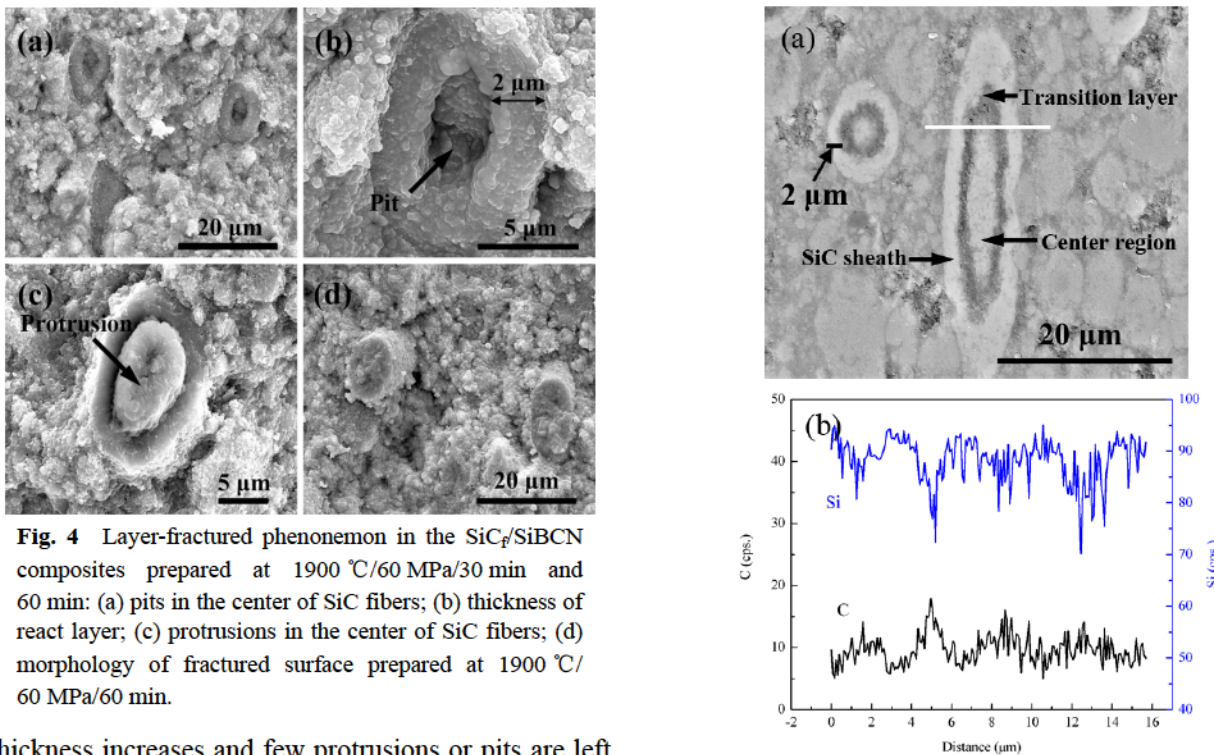 (a)
20 μm
(b)
2 μm
Pit
5 μm
(c)
Protrusion
5 μm
(d)
20 μm
Fig. 4 Layer-fractured phenonemon in the SiCf/SiBCN
composites prepared at 1900 ℃/60 MPa/30 min and
60 min: (a) pits in the center of SiC fibers; (b) thickness of
react layer; (c) protrusions in the center of SiC fibers; (d)
morphology of fractured surface prepared at 1900 ℃/
60 MPa/60 min.
hickness increases and few protrusions or pits are left
(a)
Transition layer
2 μm
Center region
SiC sheath
20 μm
(b)
50
40
30
20
10
0
C (cps.)
100
90
80
70
60
50
40
Si (cps.)
Si
C
-2 0 2 4 6 8 10 12 14 16
Distance (μm)